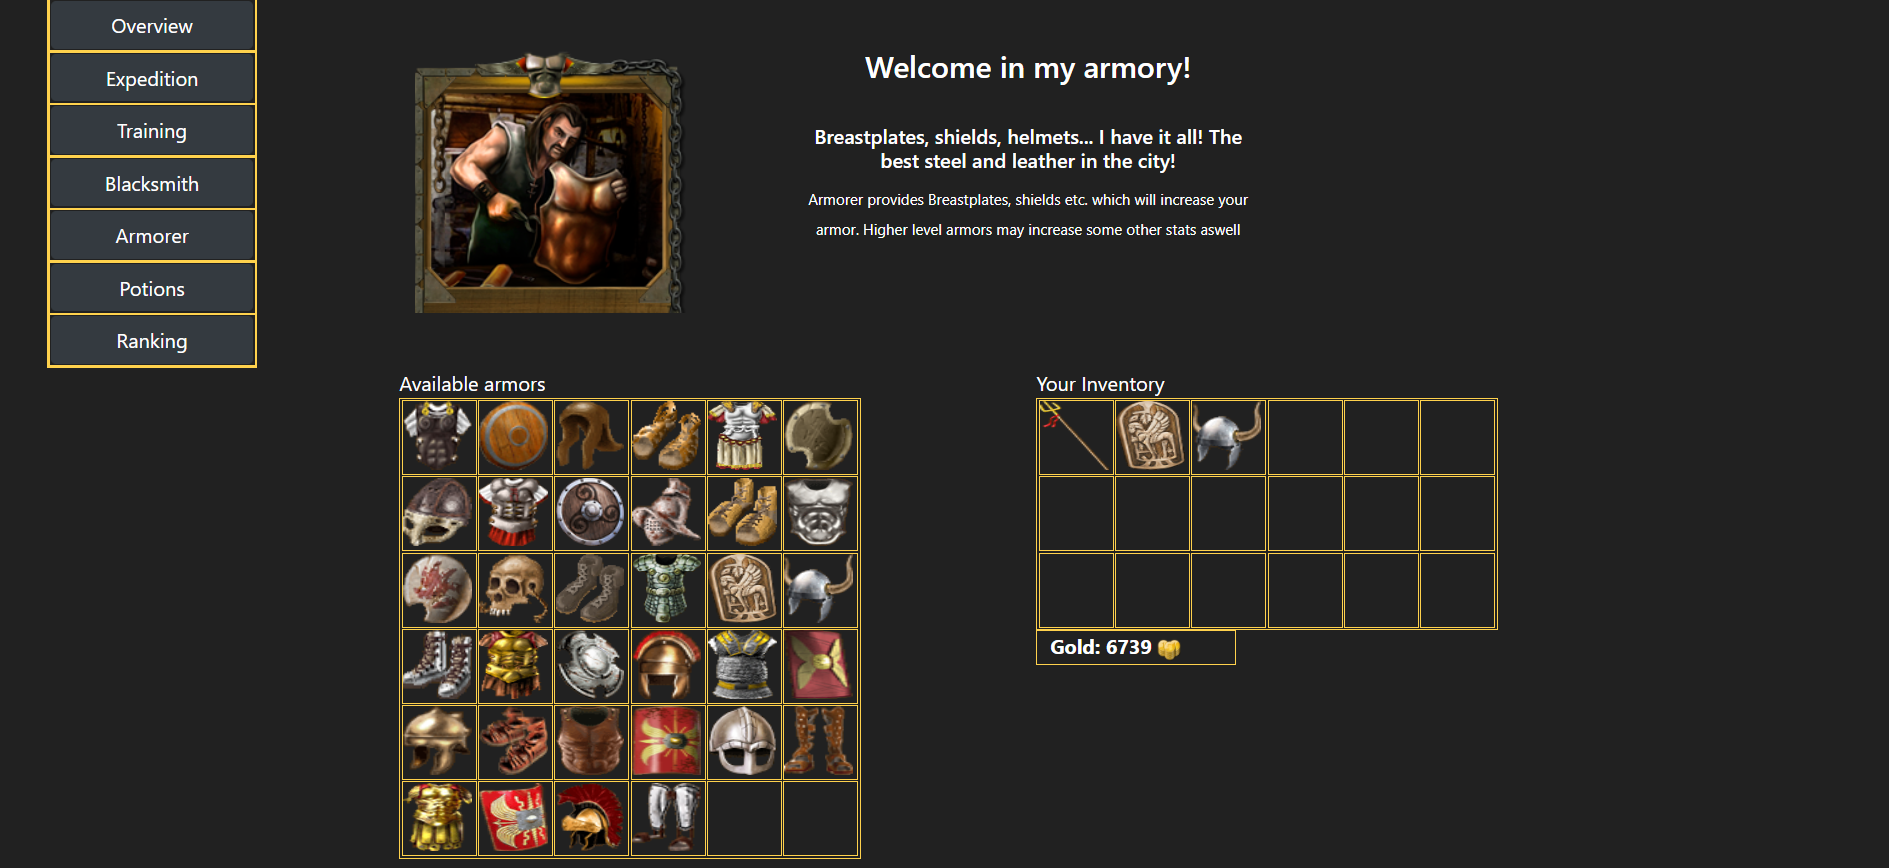 Overview
Expedition
Training
Blacksmith
Armorer
Potions
Ranking
Welcome in my armory!
Breastplates, shields, helmets... I have it all! The
best steel and leather in the city!
Armorer provides Breastplates, shields etc. which will increase your
armor. Higher level armors may increase some other stats aswell
Available armors
Your Inventory
Gold: 6739